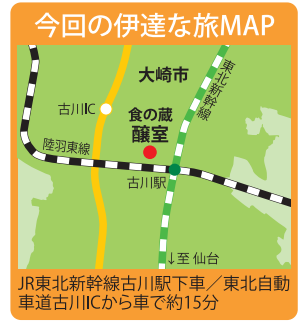 今回の伊達な旅MAP
東北新幹線
大崎市
古川IC
食の蔵
醸室
陸羽東線
古川駅
↓至 仙台
JR東北新幹線古川駅下車／東北自動
車道古川ICから車で約15分